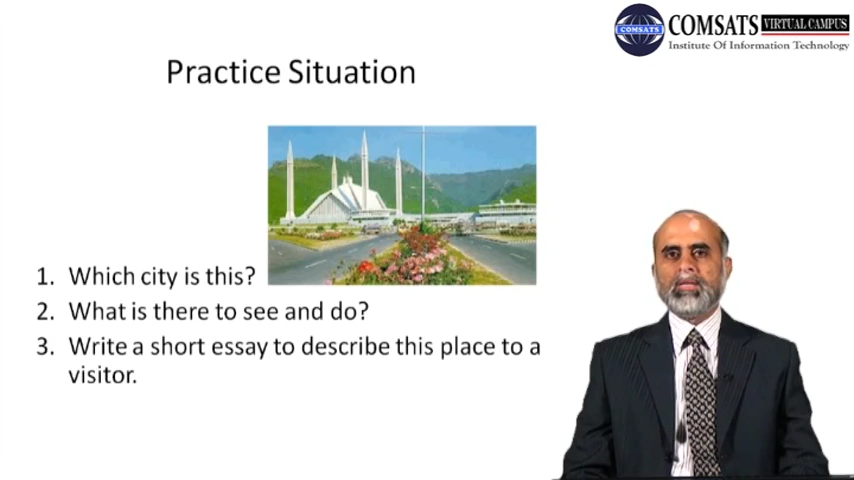 COMSATS VIRTUAL CAMPUS
Institute Of Information Technology
COMSATS
Practice Situation
1. Which city is this?
2. What is there to see and do?
3. Write a short essay to describe this place to a
visitor.